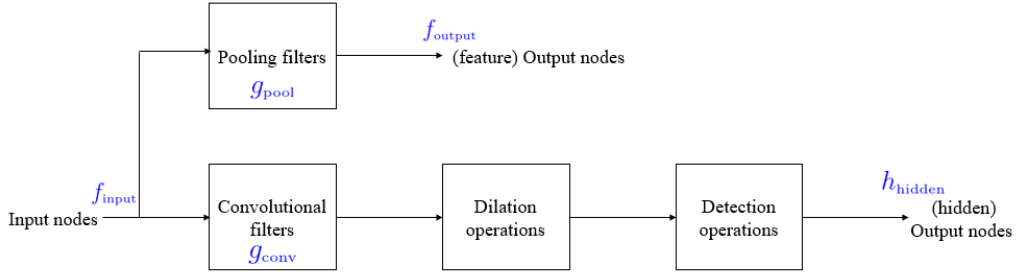 f_output
Pooling filters
(feature) Output nodes
g_pool
f_input
h_hidden
Input nodes
Convolutional
filters
g_conv
Dilation
operations
Detection
operations
(hidden)
Output nodes